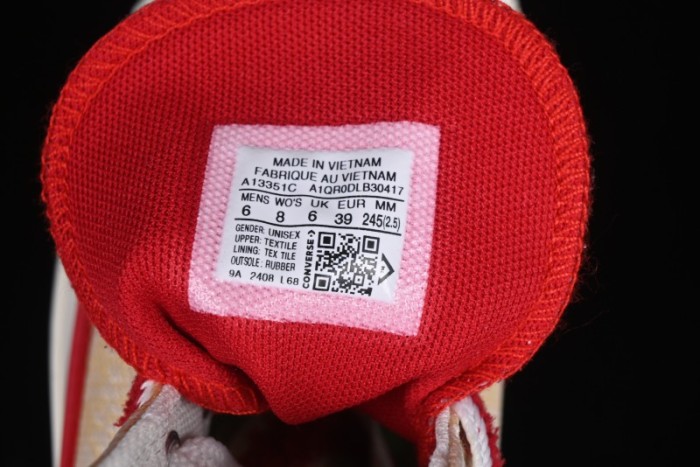 MADE IN VIETNAM
FABRIQUE AU VIETNAM
A13351C A1QR0DLB30417
MENS WO'S UK EUR MM
6 8 6 39 245(2.5)
GENDER: UNISEX
UPPER: TEXTILE
LINING: TEX TILE
OUTSOLE: RUBBER
9A 2408 L68
CONVERSE